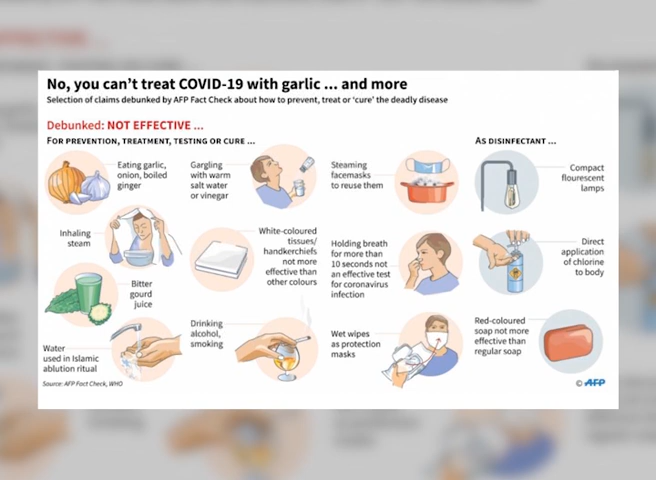 No, you can't treat COVID-19 with garlic ... and more
Selection of claims debunked by AFP Fact Check about how to prevent, treat or 'cure' the deadly disease
Debunked: NOT EFFECTIVE ...
FOR PREVENTION, TREATMENT, TESTING OR CURE ...
Eating garlic,
onion, boiled
ginger
Inhaling
steam
Bitter
gourd
juice
Water
used in Islamic
ablution ritual
Gargling
with warm
salt water
or vinegar
White-coloured
tissues/
handkerchiefs
not more
effective than
other colours
Drinking
alcohol,
smoking
Steaming
facemasks
to reuse them
Holding breath
for more than
10 seconds not
an effective test
for coronavirus
infection
Wet wipes
as protection
masks
AS DISINFECTANT ...
Compact
flourescent
lamps
Direct
application
of chlorine
to body
Red-coloured
soap not more
effective than
regular soap
Source: AFP Fact Check, WHO
© AFP